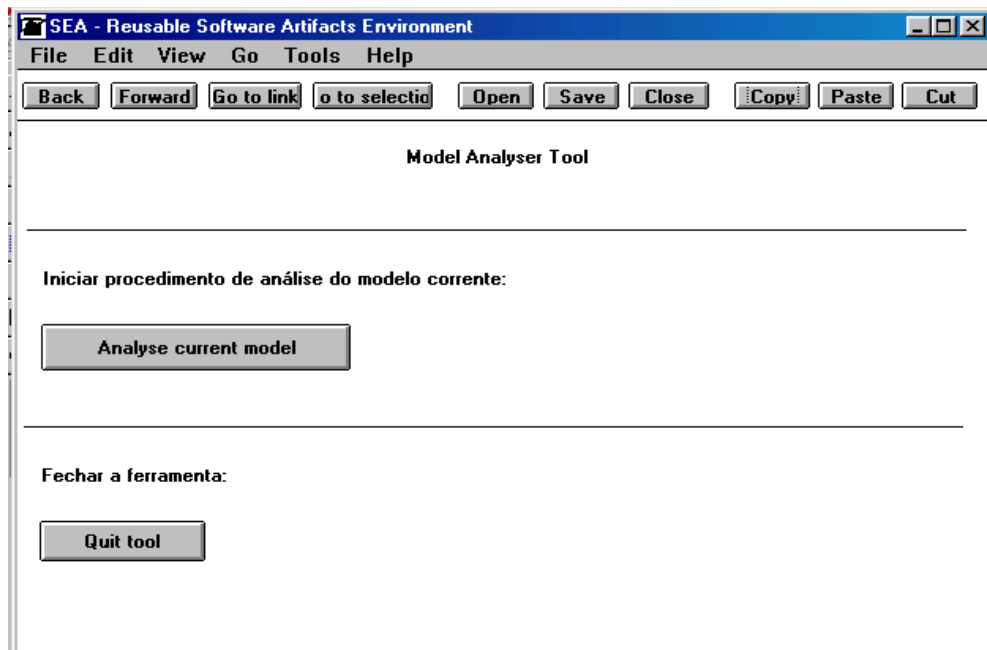 SEA - Reusable Software Artifacts Environment
File Edit View Go Tools Help
Back Forward Go to link o to selectio Open Save Close Copy Paste Cut
Model Analyser Tool
Iniciar procedimento de análise do modelo corrente:
Analyse current model
Fechar a ferramenta:
Quit tool